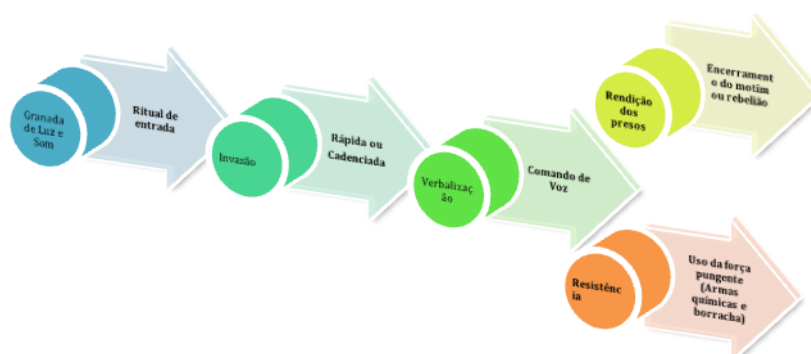 Granada
de Luz e
Som
Ritual de
entrada
Invasão
Rápida ou
Cadenciada
Verbalizaç
ão
Comando de
Voz
Rendição
dos
presos
Encerrament
o do motim
ou rebelião
Resistênc
ia
Uso da força
pungente
(Armas
químicas e
borracha)